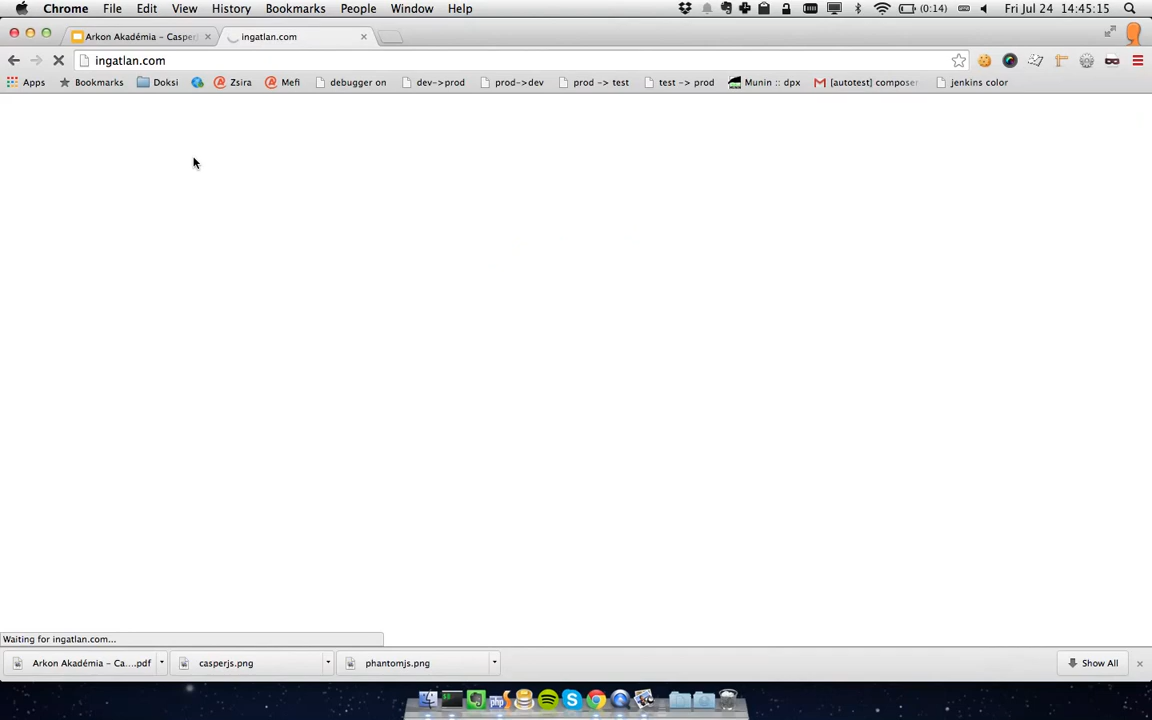 Chrome File Edit View History Bookmarks People Window Help (0:14) Fri Jul 24 14:45:15
Arkon Akadémia – Casper ingatlan.com
ingatlan.com
Apps Bookmarks Doksi Zsira Mefi debugger on dev->prod prod->dev prod -> test test -> prod Munin :: dpx [autotest] composer jenkins color
Waiting for ingatlan.com...
Arkon Akadémia – Ca....pdf casperjs.png phantomjs.png Show All
php